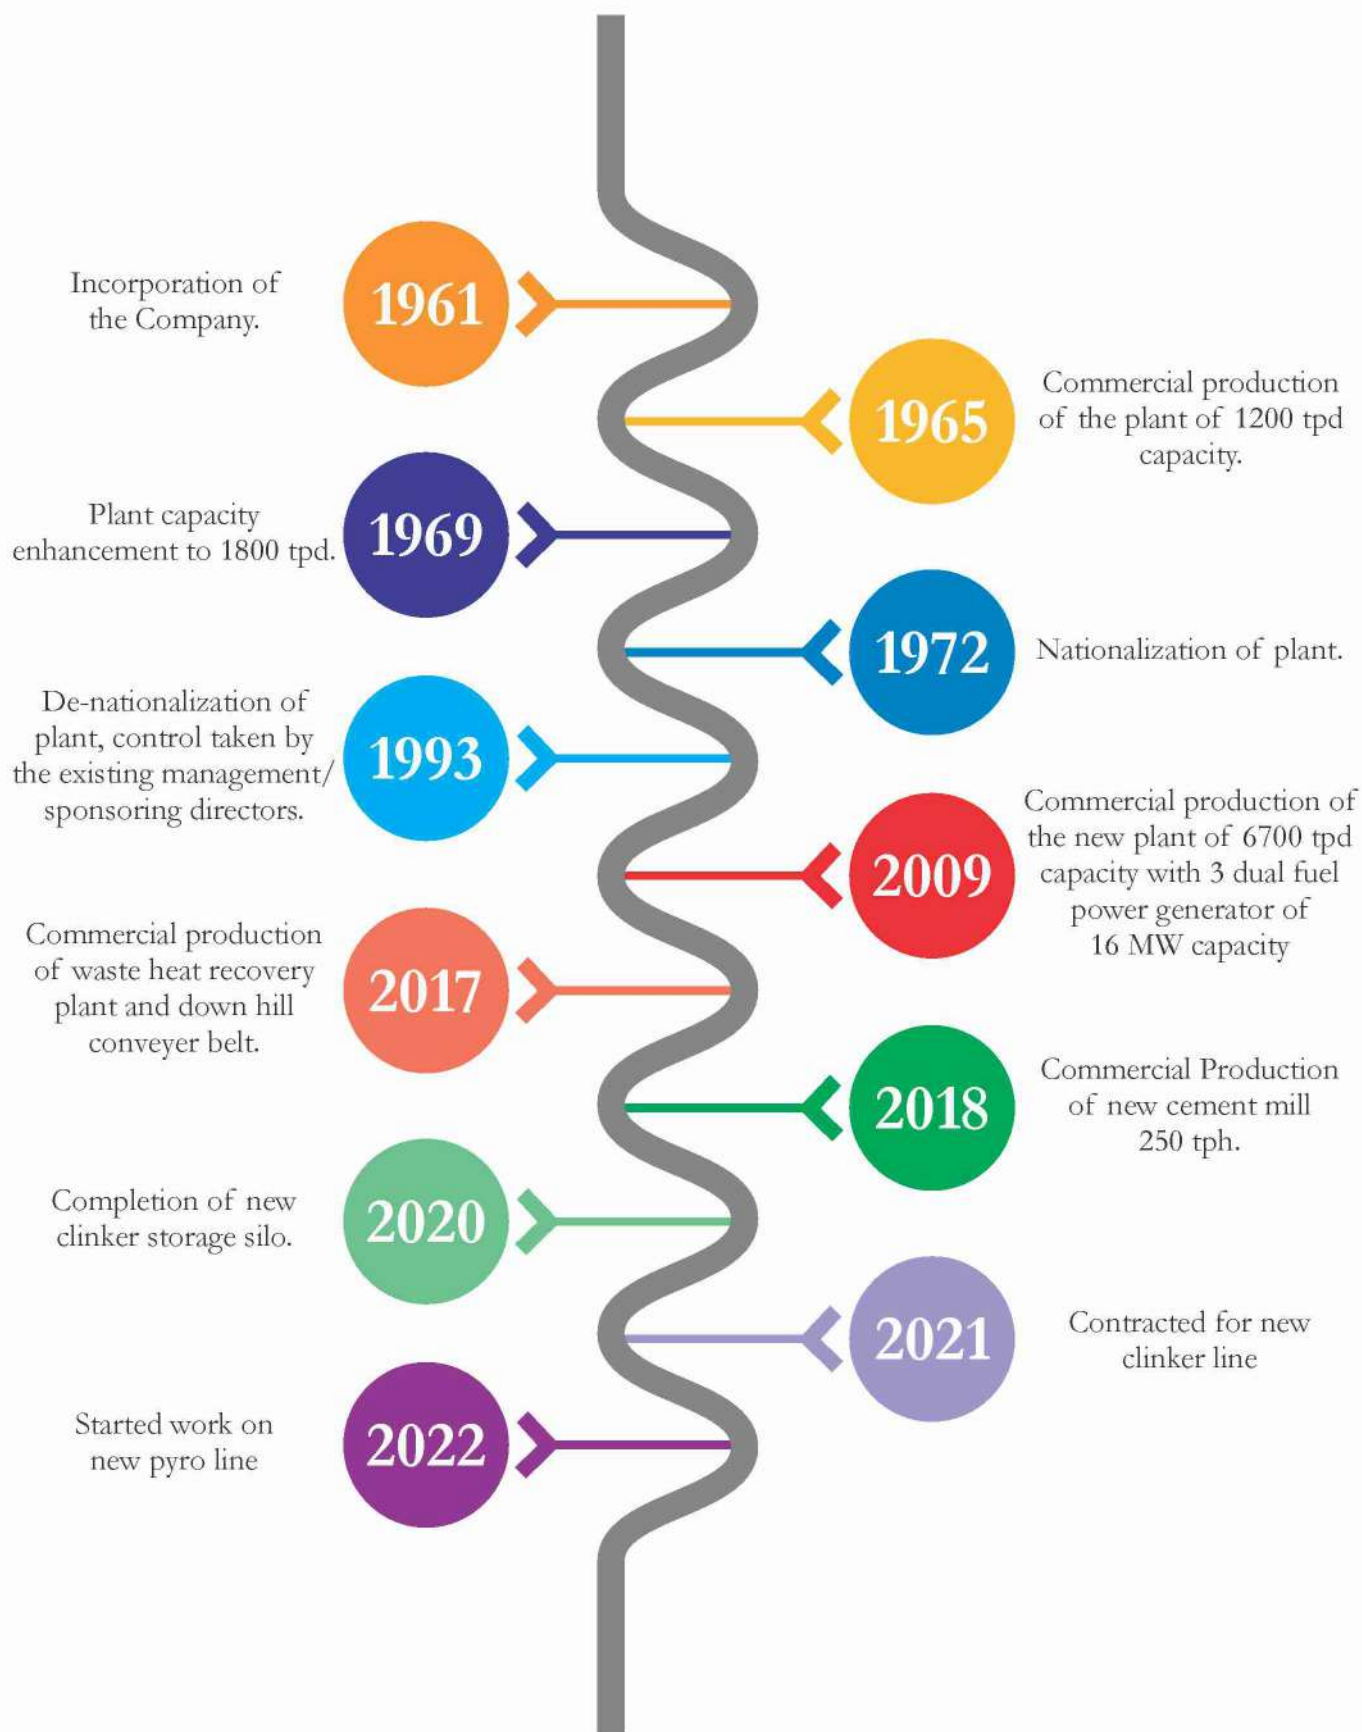 Incorporation of
the Company.
1961
1965
Commercial production
of the plant of 1200 tpd
capacity.
Plant capacity
enhancement to 1800 tpd.
1969
1972
Nationalization of plant.
De-nationalization of
plant, control taken by
the existing management/
sponsoring directors.
1993
2009
Commercial production of
the new plant of 6700 tpd
capacity with 3 dual fuel
power generator of
16 MW capacity
Commercial production
of waste heat recovery
plant and down hill
conveyer belt.
2017
2018
Commercial Production
of new cement mill
250 tph.
Completion of new
clinker storage silo.
2020
2021
Contracted for new
clinker line
Started work on
new pyro line
2022